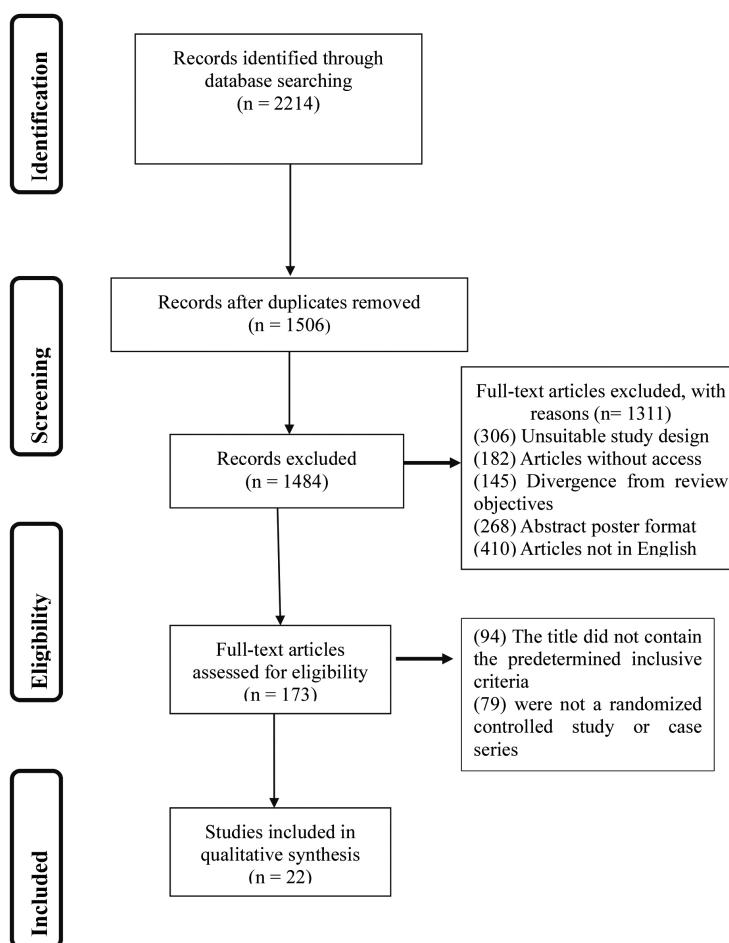 Identification
Records identified through
database searching
(n = 2214)
Screening
Records after duplicates removed
(n = 1506)
Records excluded
(n = 1484)
Full-text articles excluded, with
reasons (n= 1311)
(306) Unsuitable study design
(182) Articles without access
(145) Divergence from review
objectives
(268) Abstract poster format
(410) Articles not in English
Eligibility
Full-text articles
assessed for eligibility
(n = 173)
(94) The title did not contain
the predetermined inclusive
criteria
(79) were not a randomized
controlled study or case
series
Included
Studies included in
qualitative synthesis
(n = 22)